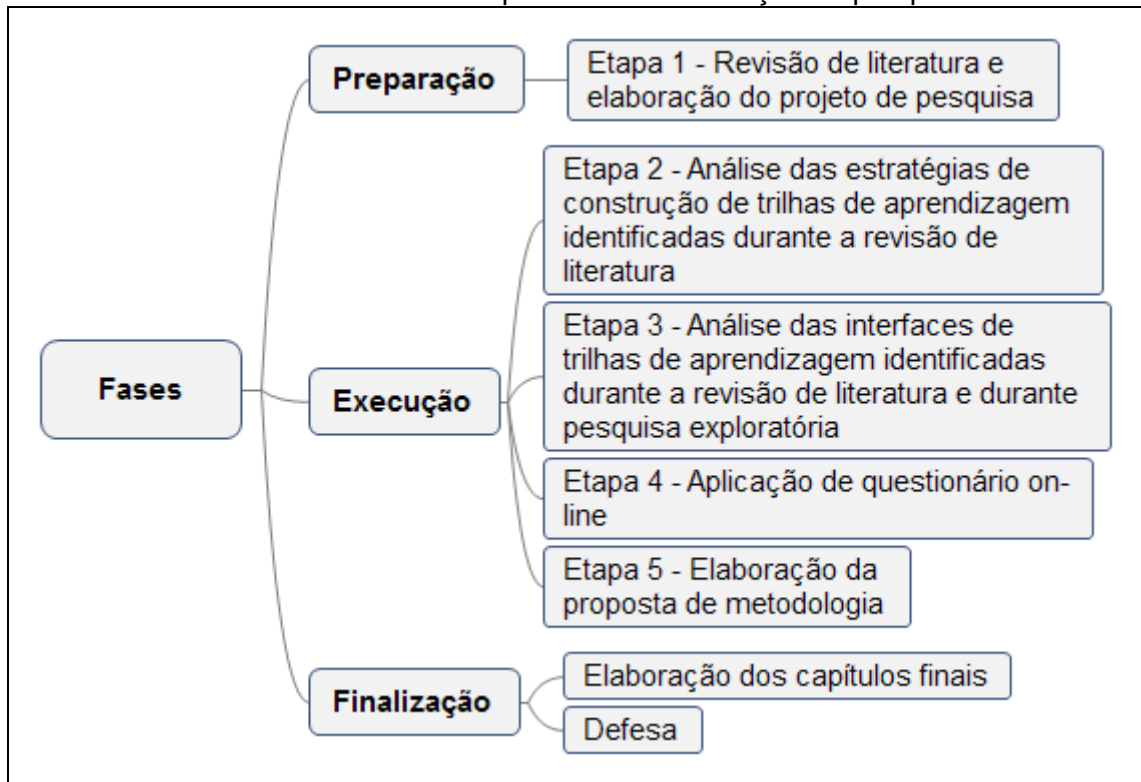 Preparação
Etapa 1 - Revisão de literatura e
elaboração do projeto de pesquisa
Fases
Execução
Etapa 2 - Análise das estratégias de
construção de trilhas de aprendizagem
identificadas durante a revisão de
literatura
Etapa 3 - Análise das interfaces de
trilhas de aprendizagem identificadas
durante a revisão de literatura e durante
pesquisa exploratória
Etapa 4 - Aplicação de questionário on-
line
Etapa 5 - Elaboração da
proposta de metodologia
Finalização
Elaboração dos capítulos finais
Defesa